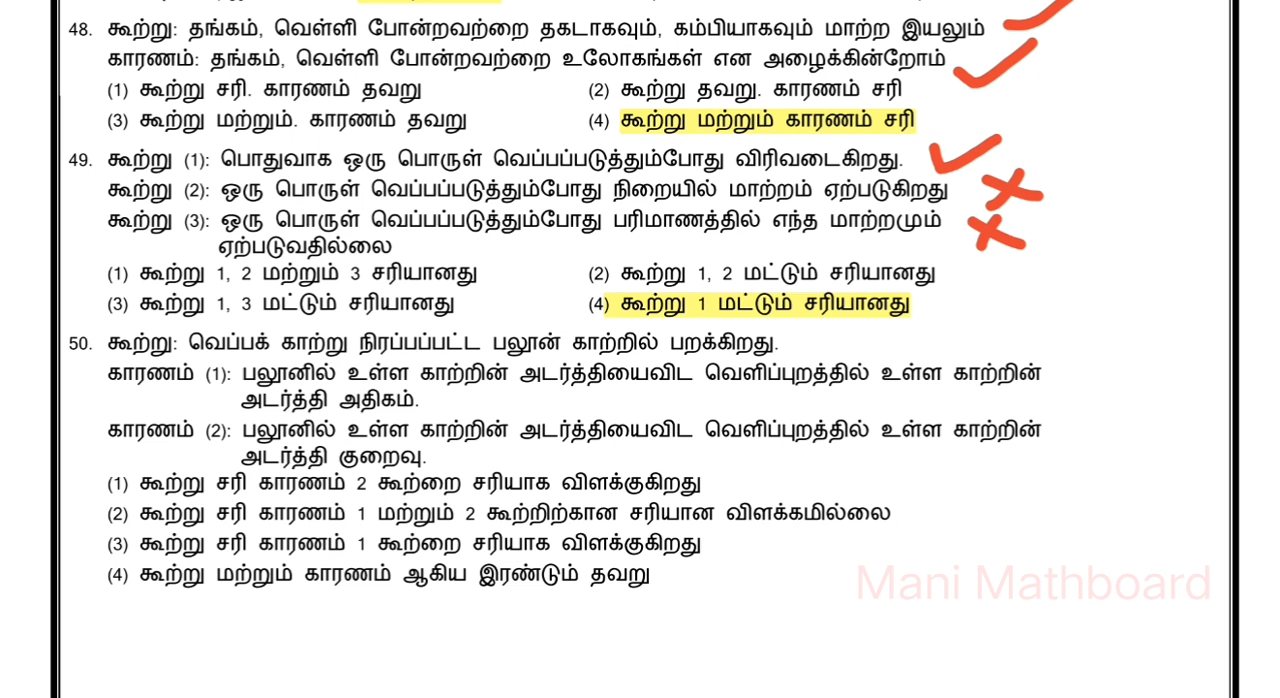 48. கூற்று: தங்கம், வெள்ளி போன்றவற்றை தகடாகவும், கம்பியாகவும் மாற்ற இயலும்
காரணம்: தங்கம், வெள்ளி போன்றவற்றை உலோகங்கள் என அழைக்கின்றோம்
(1) கூற்று சரி. காரணம் தவறு (2) கூற்று தவறு. காரணம் சரி
(3) கூற்று மற்றும். காரணம் தவறு (4) கூற்று மற்றும் காரணம் சரி
49. கூற்று (1): பொதுவாக ஒரு பொருள் வெப்பப்படுத்தும்போது விரிவடைகிறது.
கூற்று (2): ஒரு பொருள் வெப்பப்படுத்தும்போது நிறையில் மாற்றம் ஏற்படுகிறது
கூற்று (3): ஒரு பொருள் வெப்பப்படுத்தும்போது பரிமாணத்தில் எந்த மாற்றமும்
ஏற்படுவதில்லை
(1) கூற்று 1, 2 மற்றும் 3 சரியானது (2) கூற்று 1, 2 மட்டும் சரியானது
(3) கூற்று 1, 3 மட்டும் சரியானது (4) கூற்று 1 மட்டும் சரியானது
50. கூற்று: வெப்பக் காற்று நிரப்பப்பட்ட பலூன் காற்றில் பறக்கிறது.
காரணம் (1): பலூனில் உள்ள காற்றின் அடர்த்தியைவிட வெளிப்புறத்தில் உள்ள காற்றின்
அடர்த்தி அதிகம்.
காரணம் (2): பலூனில் உள்ள காற்றின் அடர்த்தியைவிட வெளிப்புறத்தில் உள்ள காற்றின்
அடர்த்தி குறைவு.
(1) கூற்று சரி காரணம் 2 கூற்றை சரியாக விளக்குகிறது
(2) கூற்று சரி காரணம் 1 மற்றும் 2 கூற்றிற்கான சரியான விளக்கமில்லை
(3) கூற்று சரி காரணம் 1 கூற்றை சரியாக விளக்குகிறது
(4) கூற்று மற்றும் காரணம் ஆகிய இரண்டும் தவறு
Mani Mathboard